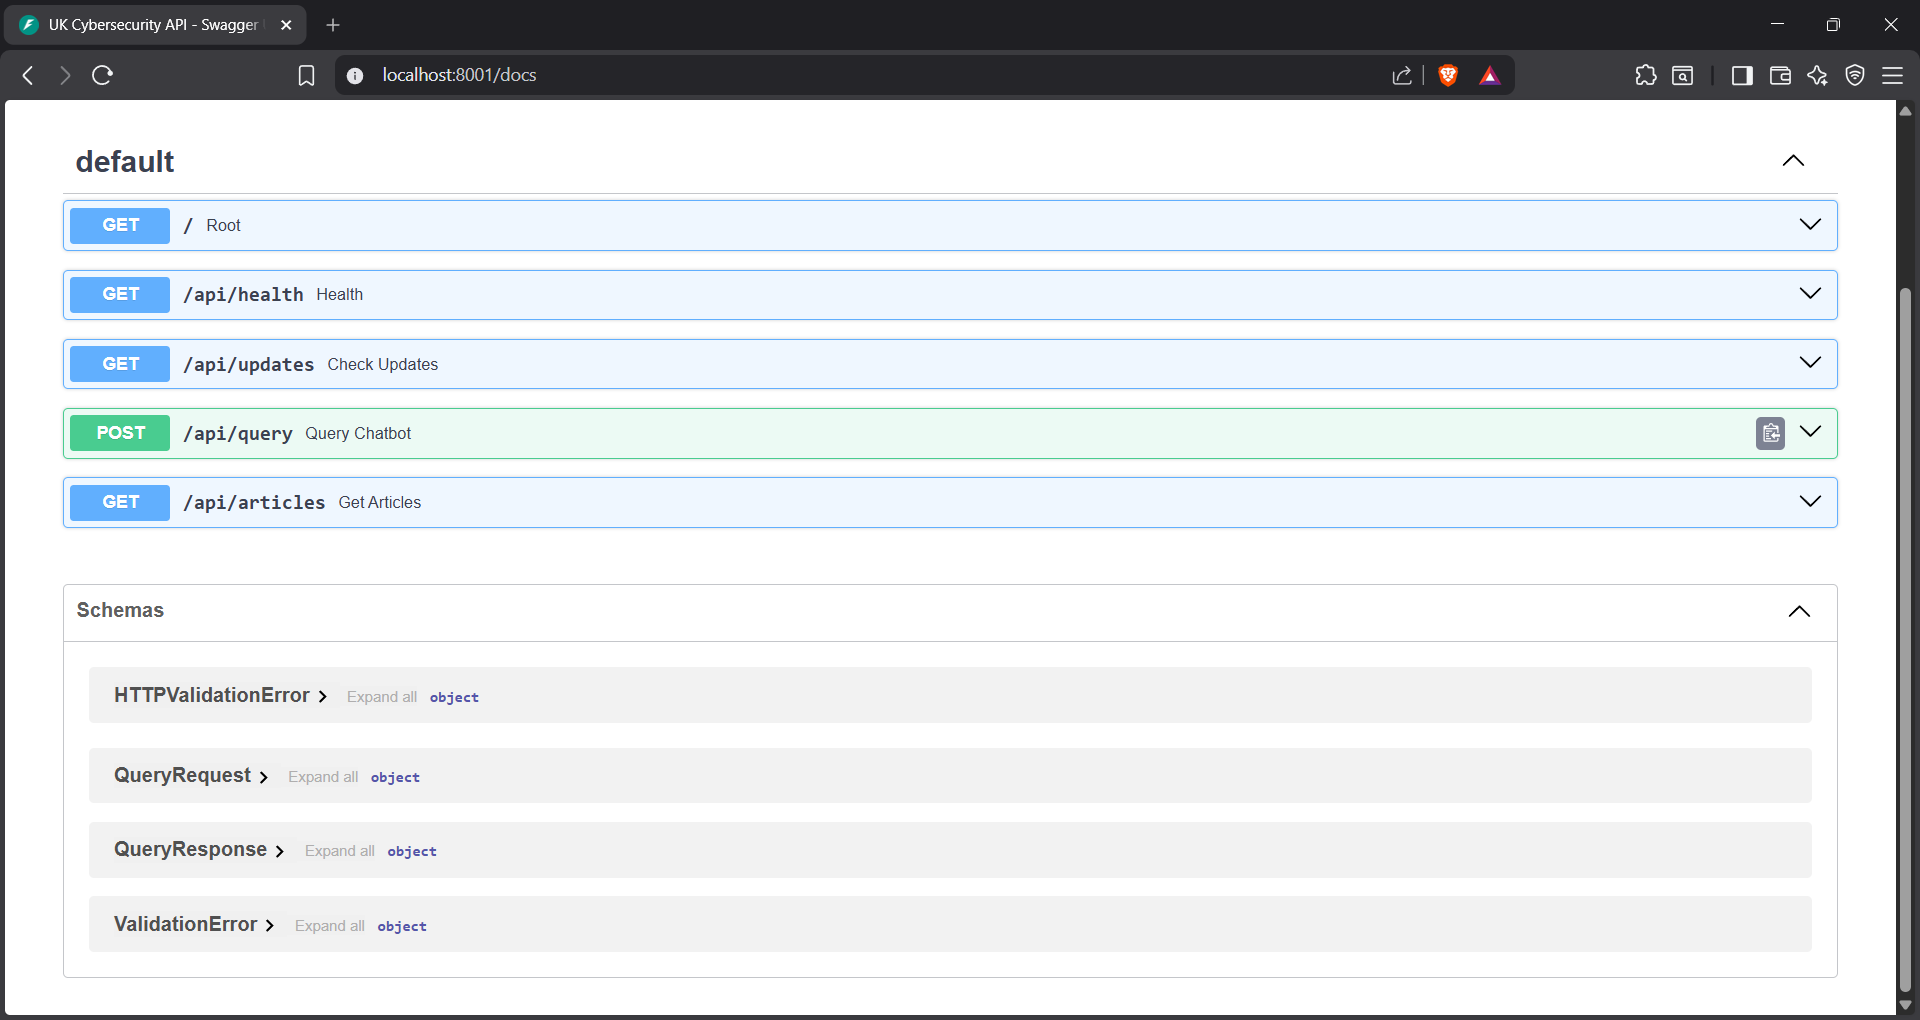 UK Cybersecurity API - Swagger
localhost:8001/docs
default
GET / Root
GET /api/health Health
GET /api/updates Check Updates
POST /api/query Query Chatbot
GET /api/articles Get Articles
Schemas
HTTPValidationError Expand all object
QueryRequest Expand all object
QueryResponse Expand all object
ValidationError Expand all object